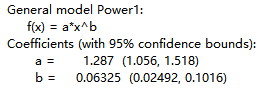 General model Power1:
f(x) = a*x^b
Coefficients (with 95% confidence bounds):
a = 1.287 (1.056, 1.518)
b = 0.06325 (0.02492, 0.1016)